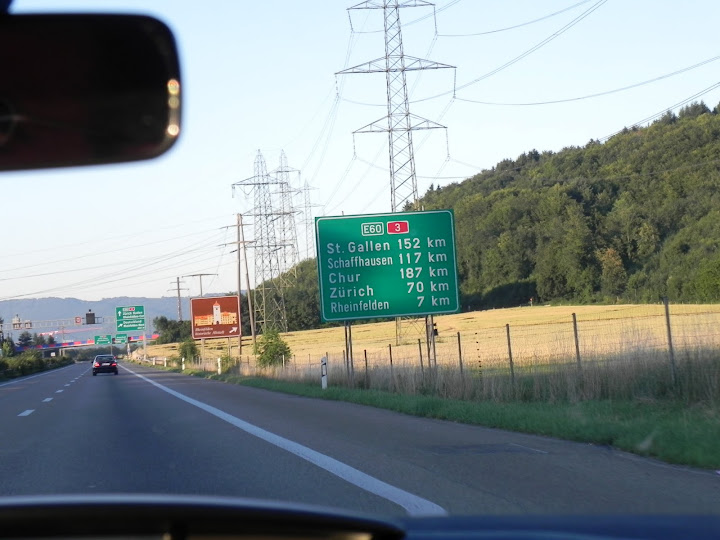 E60 3
St. Gallen 152 km
Schaffhausen 117 km
Chur 187 km
Zürich 70 km
Rheinfelden 7 km